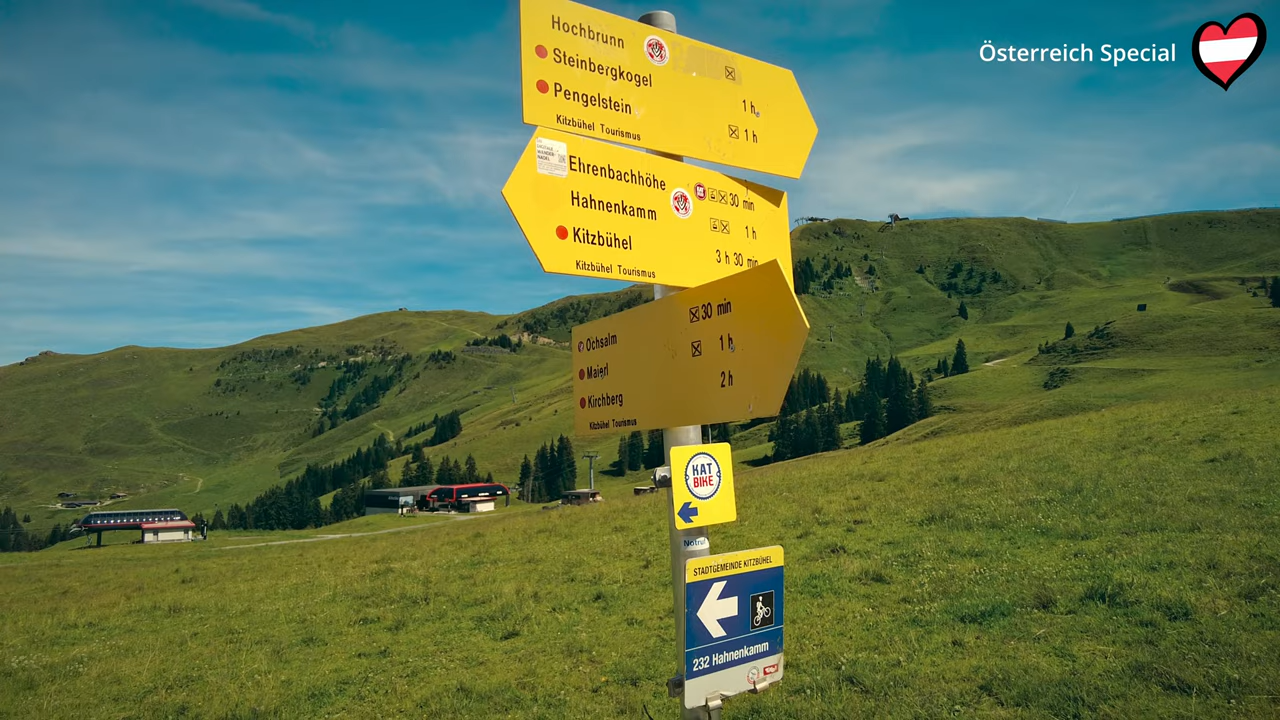 Österreich Special
Hochbrunn
Steinbergkogel
1 h
Pengelstein
1 h
Kitzbühel Tourismus
Ehrenbachhöhe 30 min
Hahnenkamm 1 h
Kitzbühel 3 h 30 min
Kitzbühel Tourismus
30 min
Ochsalm
1 h
Maierl
2 h
Kirchberg
Kitzbühel Tourismus
KAT
BIKE
Notruf
STADTGEMEINDE KITZBÜHEL
232 Hahnenkamm